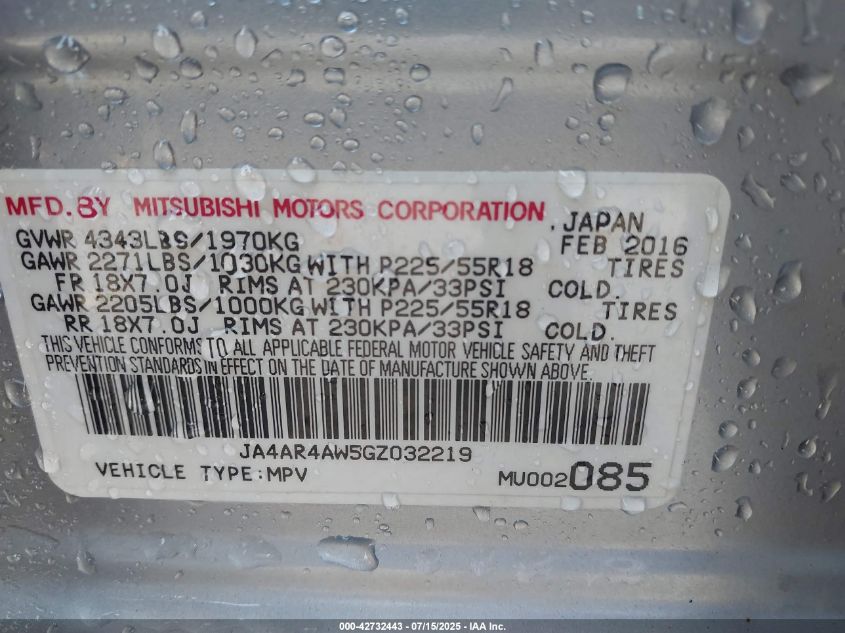 MFD. BY MITSUBISHI MOTORS CORPORATION, JAPAN
GVWR 4343LBS/1970KG FEB 2016
GAWR 2271LBS/1030KG WITH P225/55R18 TIRES
FR 18X7.0J RIMS AT 230KPA/33PSI COLD.
GAWR 2205LBS/1000KG WITH P225/55R18 TIRES
RR 18X7.0J RIMS AT 230KPA/33PSI COLD.
THIS VEHICLE CONFORMS TO ALL APPLICABLE FEDERAL MOTOR VEHICLE SAFETY AND THEFT
PREVENTION STANDARDS IN EFFECT ON THE DATE OF MANUFACTURE SHOWN ABOVE.
JA4AR4AW5GZ032219
VEHICLE TYPE:MPV MU002085
000-42732443 - 07/15/2025 - IAA Inc.